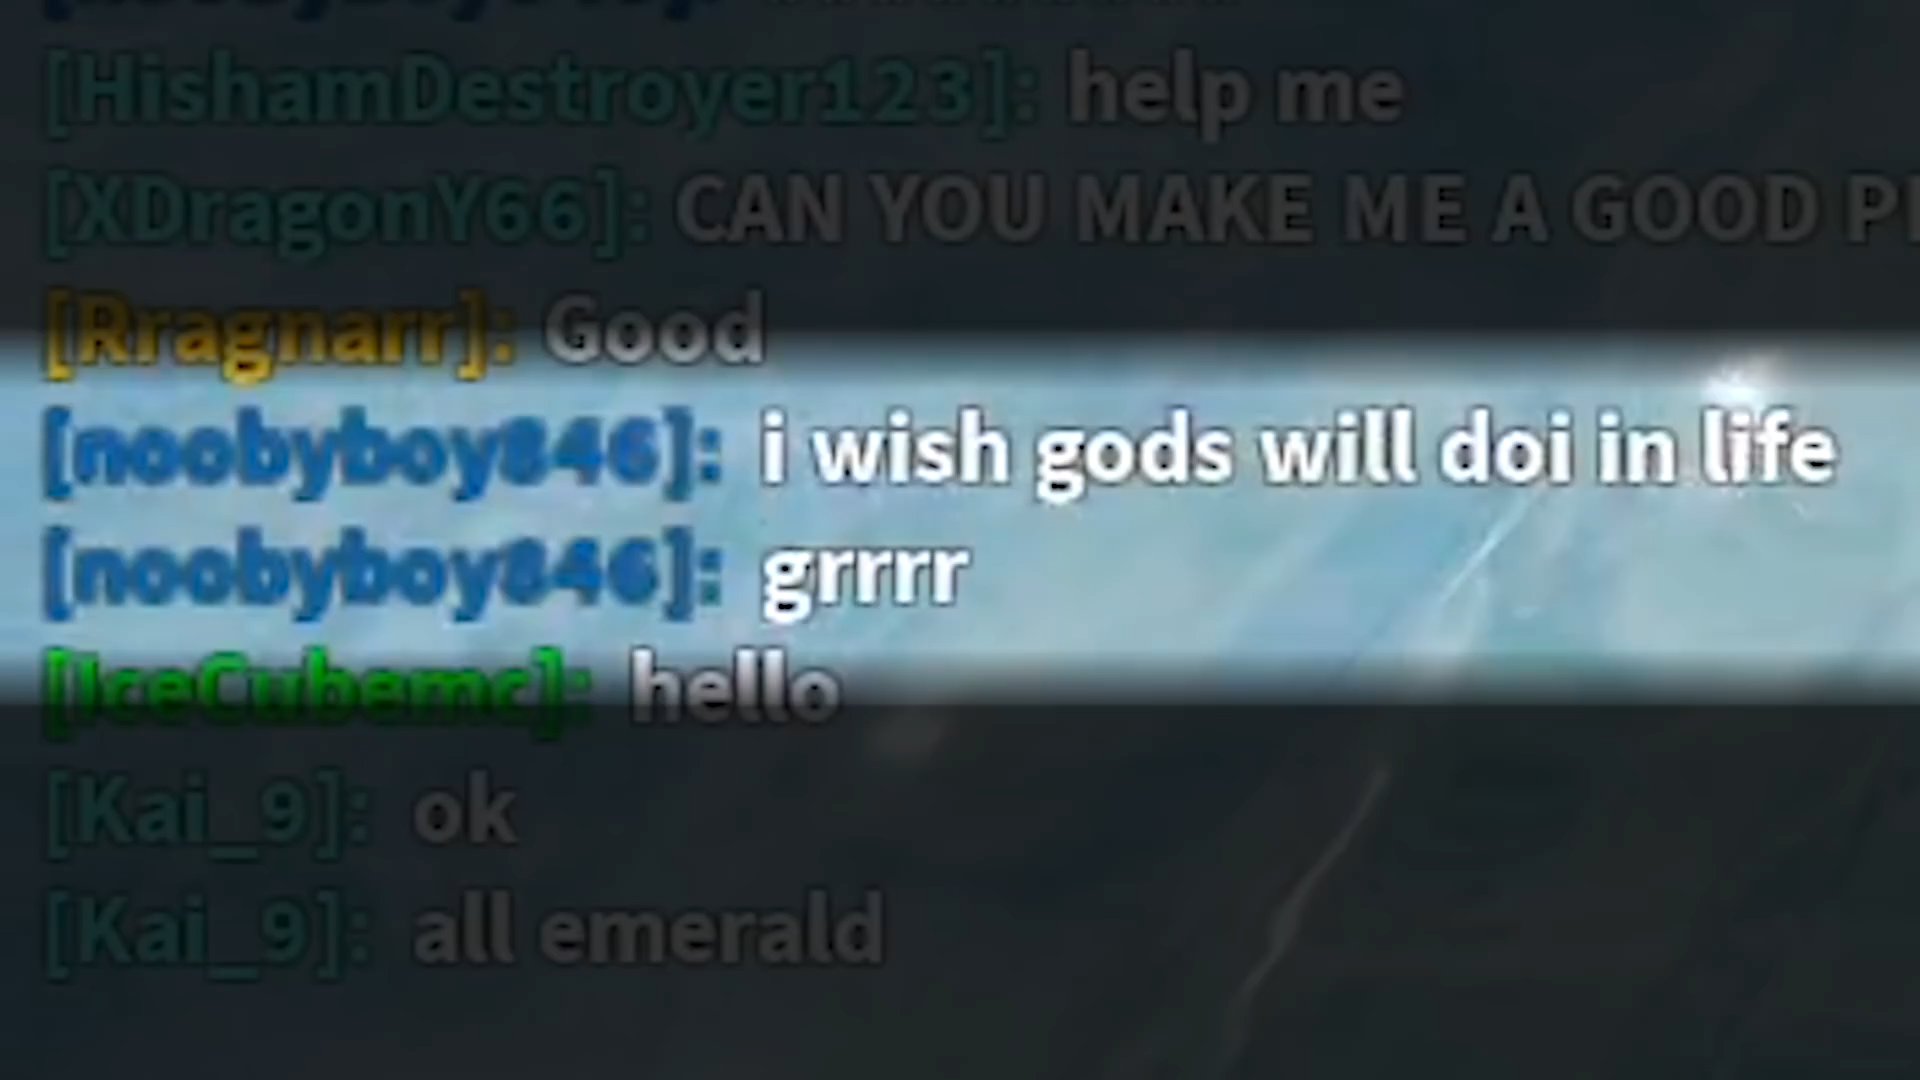 [HishamDestroyer123]: help me
[XDragonY66]: CAN YOU MAKE ME A GOOD
[Rragnarr]: Good
[noobyboy846]: i wish gods will doi in life
[noobyboy846]: grrrr
[IceCubemc]: hello
[Kai_9]: ok
[Kai_9]: all emerald